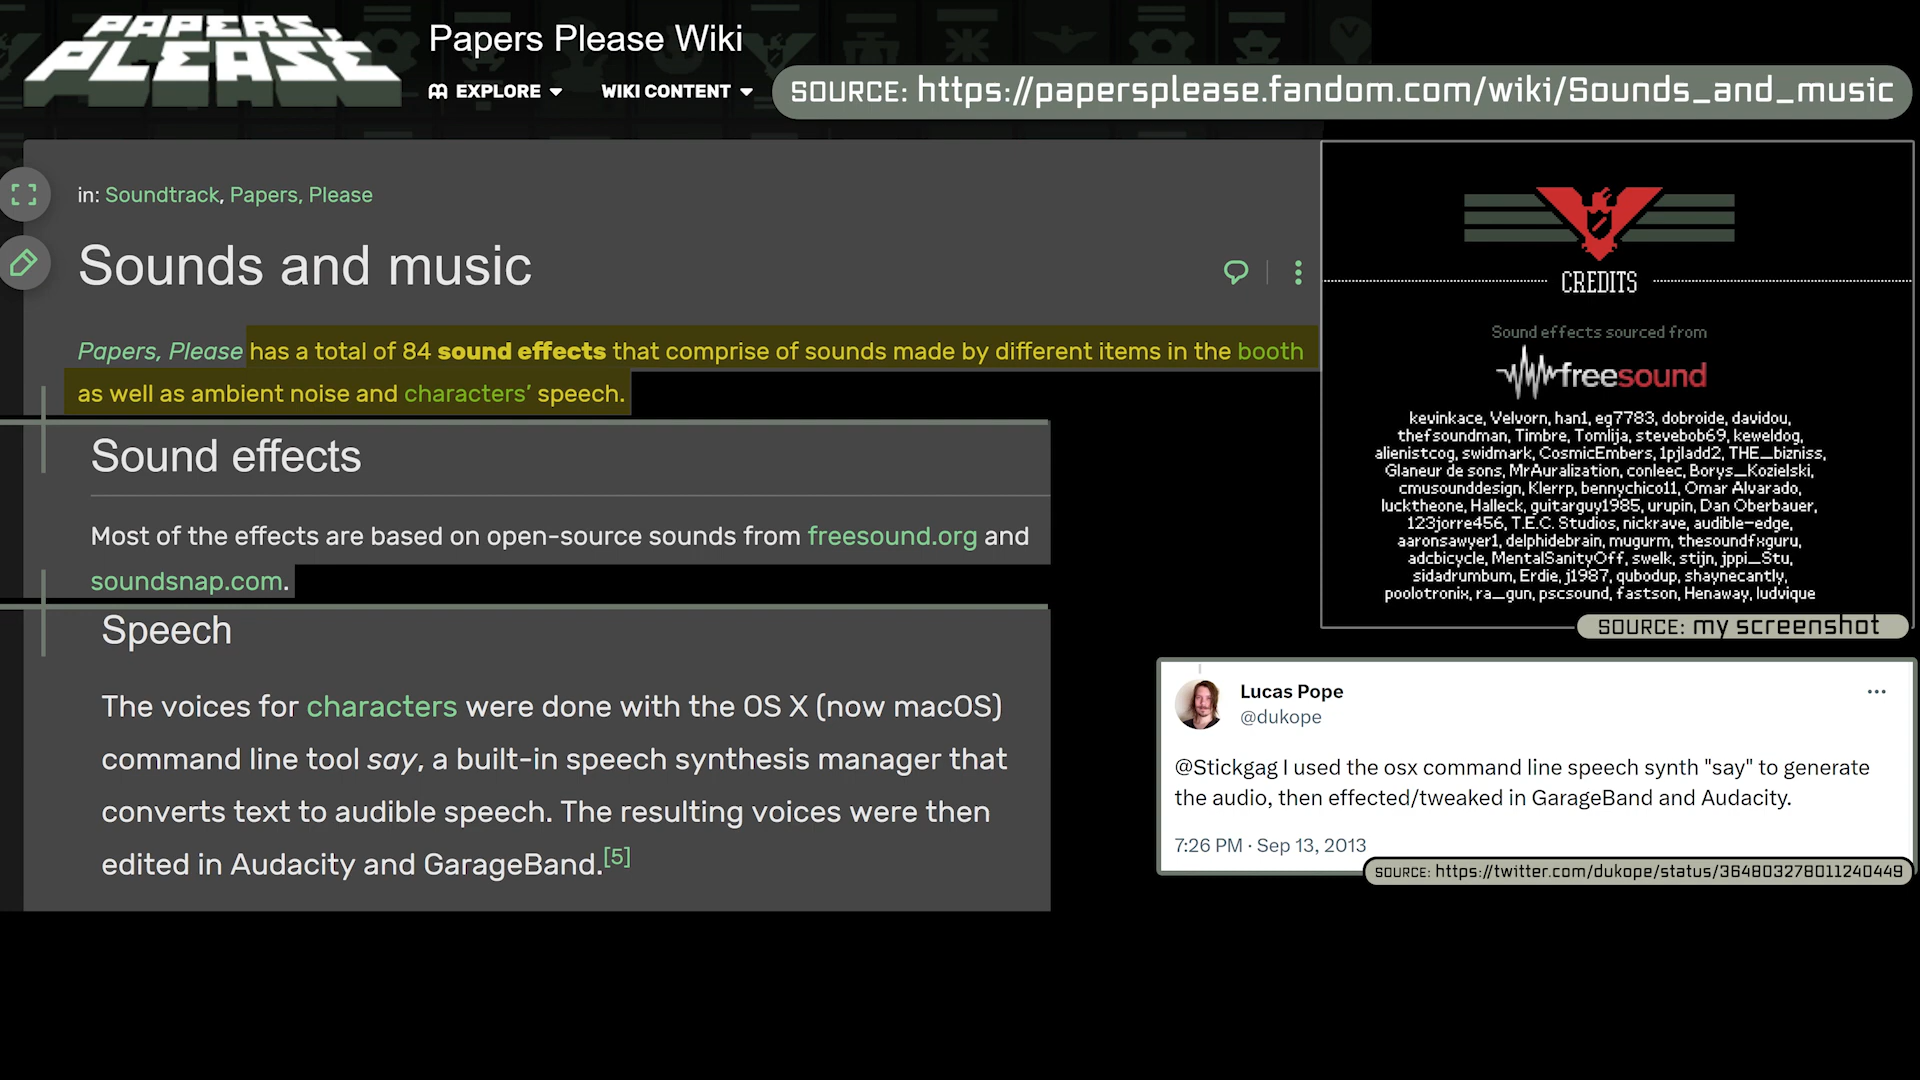 PAPERS,
PLEASE
Papers Please Wiki
EXPLORE
WIKI CONTENT
SOURCE: https://papersplease.fandom.com/wiki/Sounds_and_music
in: Soundtrack, Papers, Please
Sounds and music
Papers, Please has a total of 84 sound effects that comprise of sounds made by different items in the booth
as well as ambient noise and characters’ speech.
Sound effects
Most of the effects are based on open-source sounds from freesound.org and
soundsnap.com.
Speech
The voices for characters were done with the OS X (now macOS)
command line tool say, a built-in speech synthesis manager that
converts text to audible speech. The resulting voices were then
edited in Audacity and GarageBand.[5]
CREDITS
Sound effects sourced from
freesound
kevinkace, Velvorn, han1, eg7783, dobroide, davidou,
thefsoundman, Timbre, Tomlija, stevebob69, keweldog,
alienistcog, swidmark, CosmicEmbers, 1pjladd2, THE_bizniss,
Glaneur de sons, MrAuralization, conleec, Borys_Kozielski,
cmusounddesign, Klerrp, bennychico11, Omar Alvarado,
lucktheone, Halleck, guitarguy1985, urupin, Dan Oberbauer,
123jorre456, T.E.C. Studios, nickrave, audible-edge,
aaronsawyer1, delphidebrain, mugurm, thesoundfxguru,
adcbicycle, MentalSanityOff, swelk, stijn, jppi_Stu,
sidadrumbum, Erdie, j1987, qubodup, shaynecantly,
poolotronix, ra_gun, pscsound, fastson, Henaway, ludvique
SOURCE: my screenshot
Lucas Pope
@dukope
@Stickgag I used the osx command line speech synth "say" to generate
the audio, then effected/tweaked in GarageBand and Audacity.
7:26 PM · Sep 13, 2013
SOURCE: https://twitter.com/dukope/status/364803278011240449